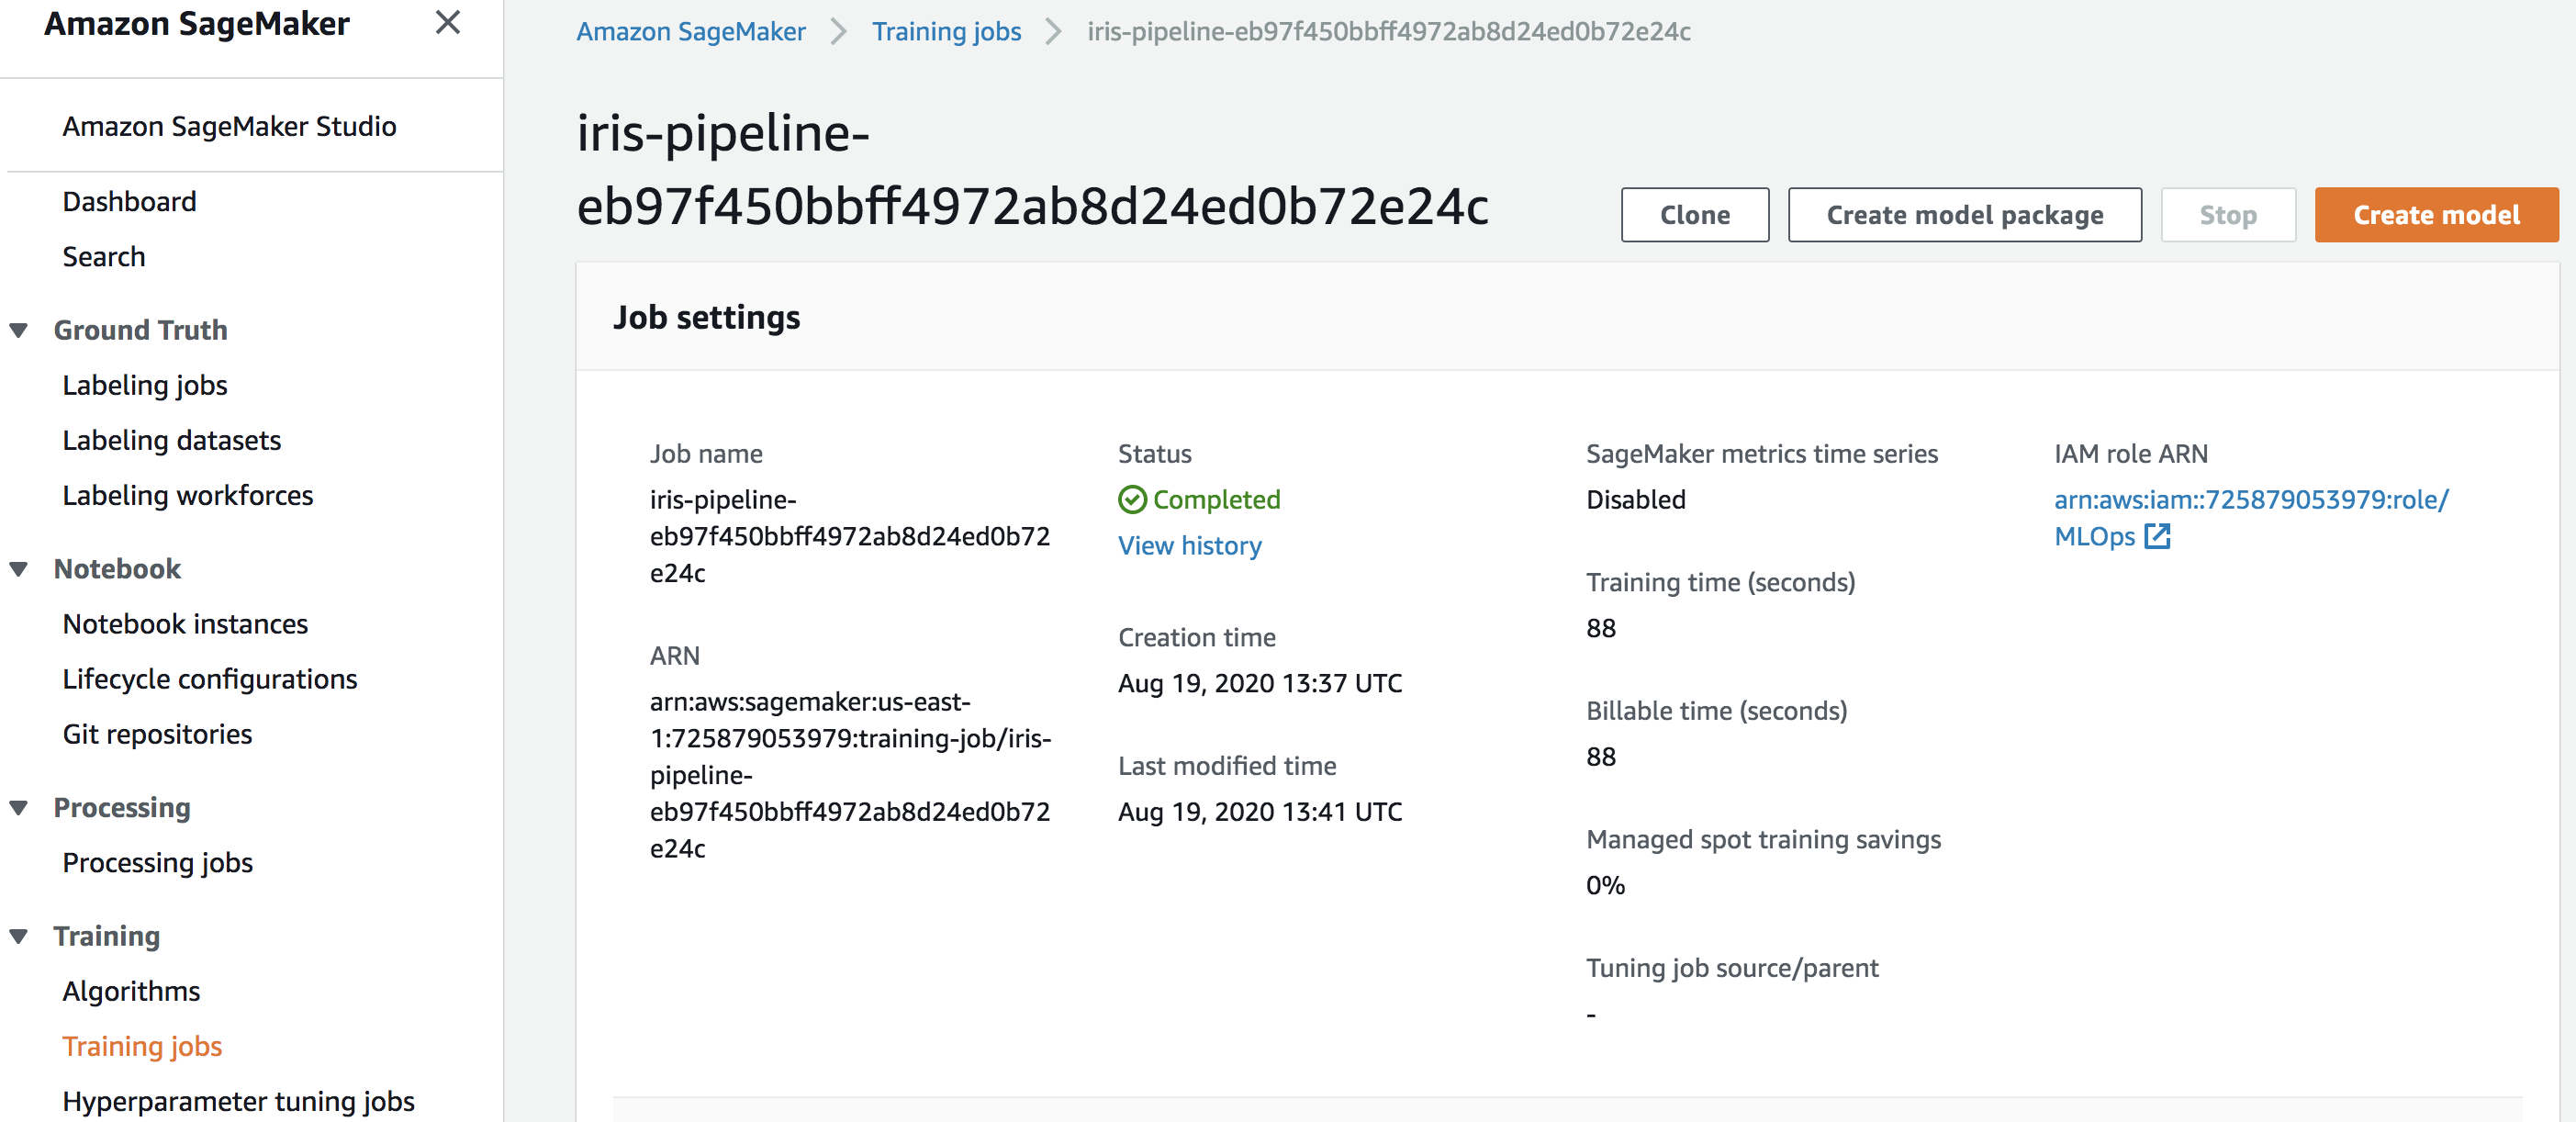 Amazon SageMaker
Amazon SageMaker Studio
Dashboard
Search
Ground Truth
Labeling jobs
Labeling datasets
Labeling workforces
Notebook
Notebook instances
Lifecycle configurations
Git repositories
Processing
Processing jobs
Training
Algorithms
Training jobs
Hyperparameter tuning jobs
Amazon SageMaker > Training jobs > iris-pipeline-eb97f450bbff4972ab8d24ed0b72e24c
iris-pipeline-
eb97f450bbff4972ab8d24ed0b72e24c
Clone
Create model package
Stop
Create model
Job settings
Job name
iris-pipeline-
eb97f450bbff4972ab8d24ed0b72
e24c
ARN
arn:aws:sagemaker:us-east-
1:725879053979:training-job/iris-
pipeline-
eb97f450bbff4972ab8d24ed0b72
e24c
Status
Completed
View history
Creation time
Aug 19, 2020 13:37 UTC
Last modified time
Aug 19, 2020 13:41 UTC
SageMaker metrics time series
Disabled
Training time (seconds)
88
Billable time (seconds)
88
Managed spot training savings
0%
Tuning job source/parent
-
IAM role ARN
arn:aws:iam::725879053979:role/
MLOps